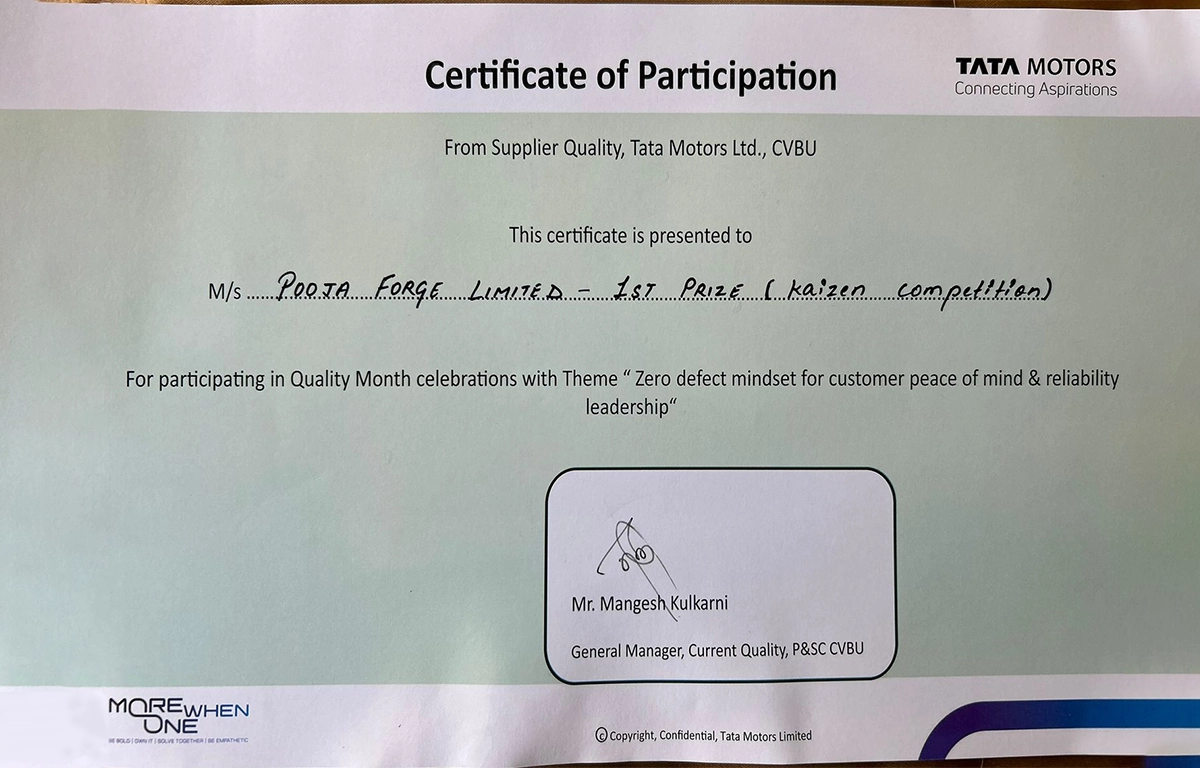 Certificate of Participation
TATA MOTORS
Connecting Aspirations
From Supplier Quality, Tata Motors Ltd., CVBU
This certificate is presented to
M/s ..... POOJA FORGE LIMITED - 1ST PRIZE ( Kaizen competition)
For participating in Quality Month celebrations with Theme “ Zero defect mindset for customer peace of mind & reliability
leadership“
Mr. Mangesh Kulkarni
General Manager, Current Quality, P&SC CVBU
MORE WHEN
ONE
BE BOLD | OWN IT | SOLVE TOGETHER | BE EMPATHETIC
© Copyright, Confidential, Tata Motors Limited